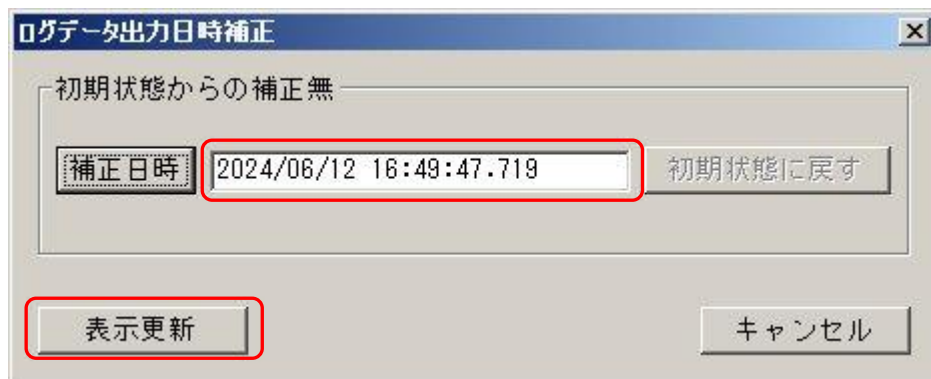 ログデータ出力日時補正
初期状態からの補正無
補正日時 2024/06/12 16:49:47.719 初期状態に戻す
表示更新 キャンセル